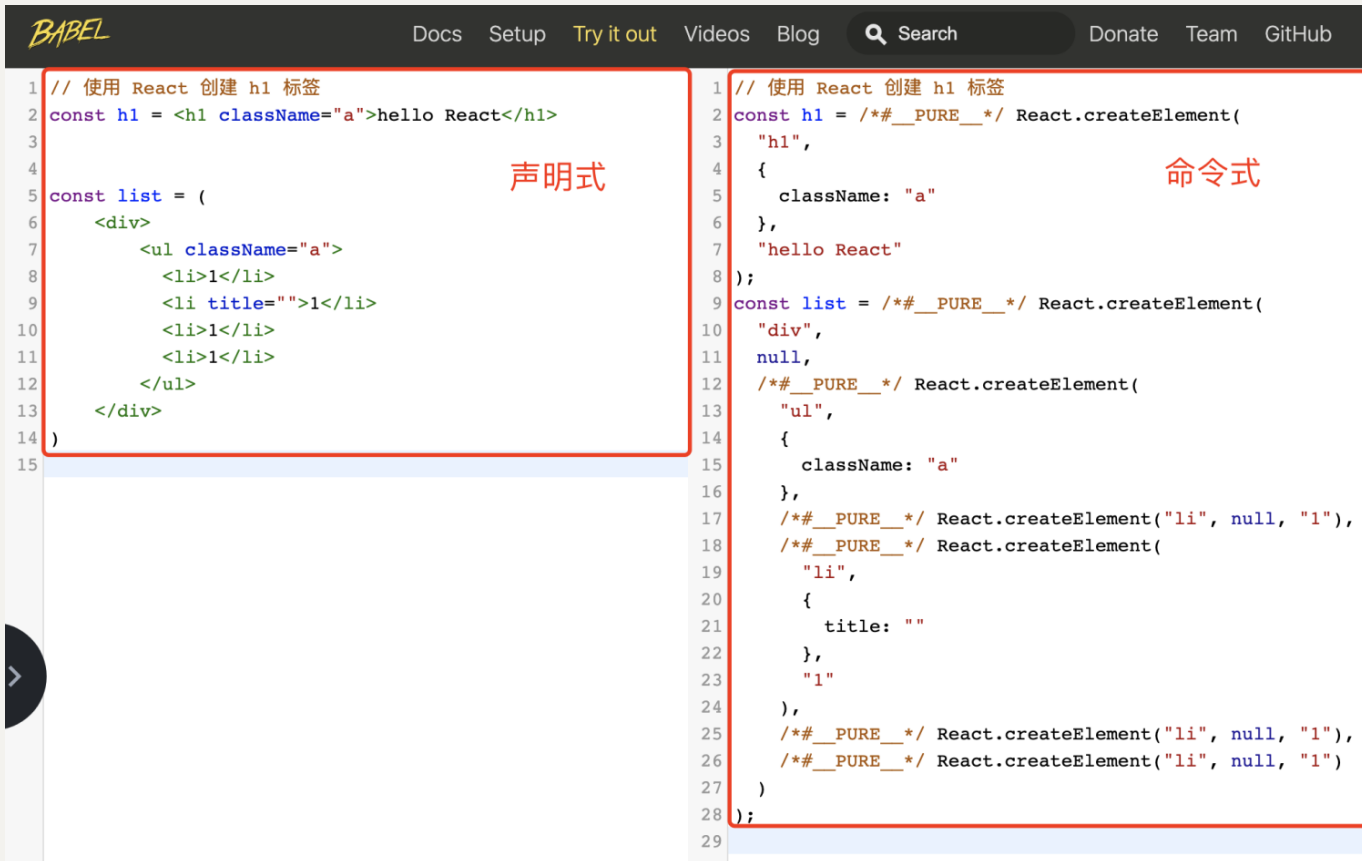 BABEL Docs Setup Try it out Videos Blog Search Donate Team GitHub
1 // 使用 React 创建 h1 标签
2 const h1 = <h1 className="a">hello React</h1>
3
4
声明式
5 const list = (
6 <div>
7 <ul className="a">
8 <li>1</li>
9 <li title="">1</li>
10 <li>1</li>
11 <li>1</li>
12 </ul>
13 </div>
14 )
15
1 // 使用 React 创建 h1 标签
2 const h1 = /*#__PURE__*/ React.createElement(
3 "h1",
4 {
命令式
5 className: "a"
6 },
7 "hello React"
8 );
9 const list = /*#__PURE__*/ React.createElement(
10 "div",
11 null,
12 /*#__PURE__*/ React.createElement(
13 "ul",
14 {
15 className: "a"
16 },
17 /*#__PURE__*/ React.createElement("li", null, "1"),
18 /*#__PURE__*/ React.createElement(
19 "li",
20 {
21 title: ""
22 },
23 "1"
24 ),
25 /*#__PURE__*/ React.createElement("li", null, "1"),
26 /*#__PURE__*/ React.createElement("li", null, "1")
27 )
28 );
29